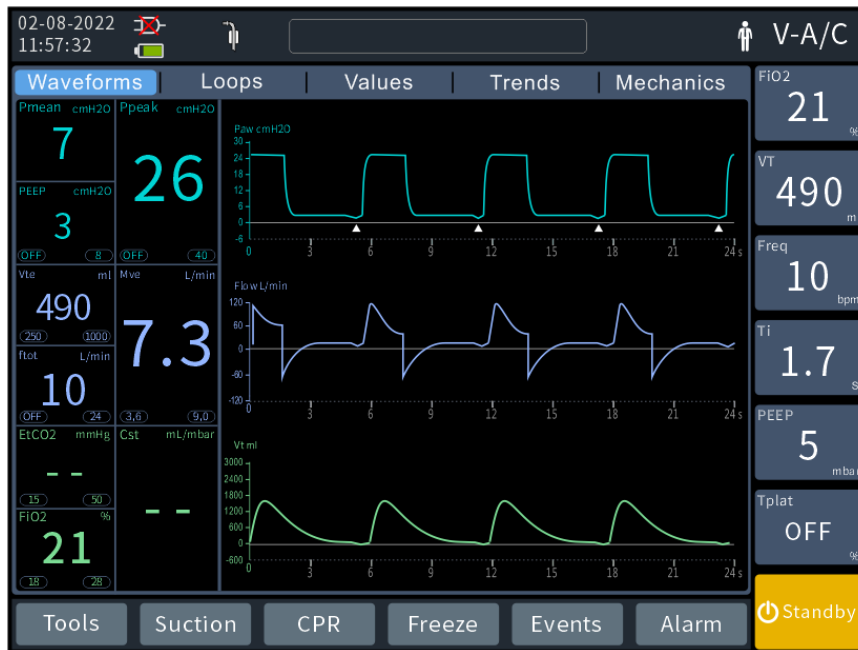 02-08-2022
11:57:32
V-A/C
Waveforms Loops Values Trends Mechanics
Pmean cmH2O
7
Ppeak cmH2O
26
OFF 40
PEEP cmH2O
3
OFF 8
Vte ml
490
250 1000
Mve L/min
7.3
3,6 9,0
ftot L/min
10
OFF 24
EtCO2 mmHg
--
15 50
Cst mL/mbar
--
FiO2 %
21
18 28
Paw cmH2O
30
24
18
12
6
0
-6
0 3 6 9 12 15 18 21 24 s
Flow L/min
120
60
0
-60
-120
0 3 6 9 12 15 18 21 24 s
Vt ml
3000
2400
1800
1200
600
0
-600
0 3 6 9 12 15 18 21 24 s
FiO2
21
%
VT
490
m
Freq
10
bpm
Ti
1.7
s
PEEP
5
mbar
Tplat
OFF
%
Standby
Tools Suction CPR Freeze Events Alarm